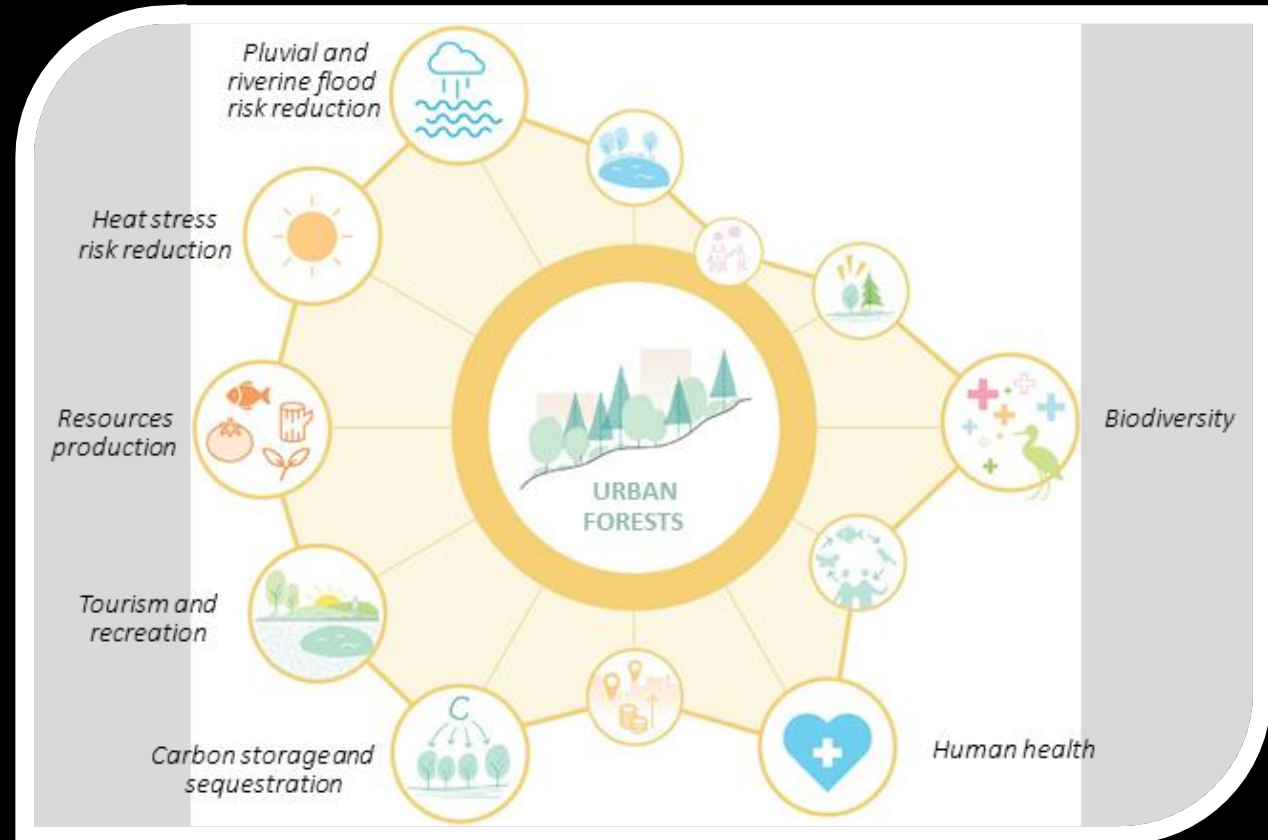 Pluvial and
riverine flood
risk reduction
Heat stress
risk reduction
Resources
production
Biodiversity
URBAN
FORESTS
Tourism and
recreation
C
Carbon storage and
sequestration
Human health